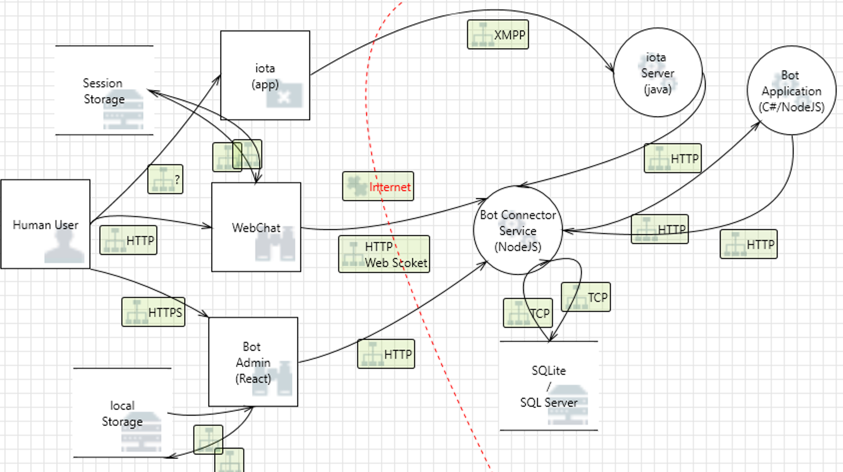 XMPP
iota
(app)
iota
Server
(java)
Bot
Application
(C#/NodeJS)
Session
Storage
HTTP
?
Internet
Human User
WebChat
Bot Connector
Service
(NodeJS)
HTTP
HTTP
HTTP
HTTP
Web Scoket
HTTPS
TCP
TCP
Bot
Admin
(React)
HTTP
SQLite
/
SQL Server
local
Storage